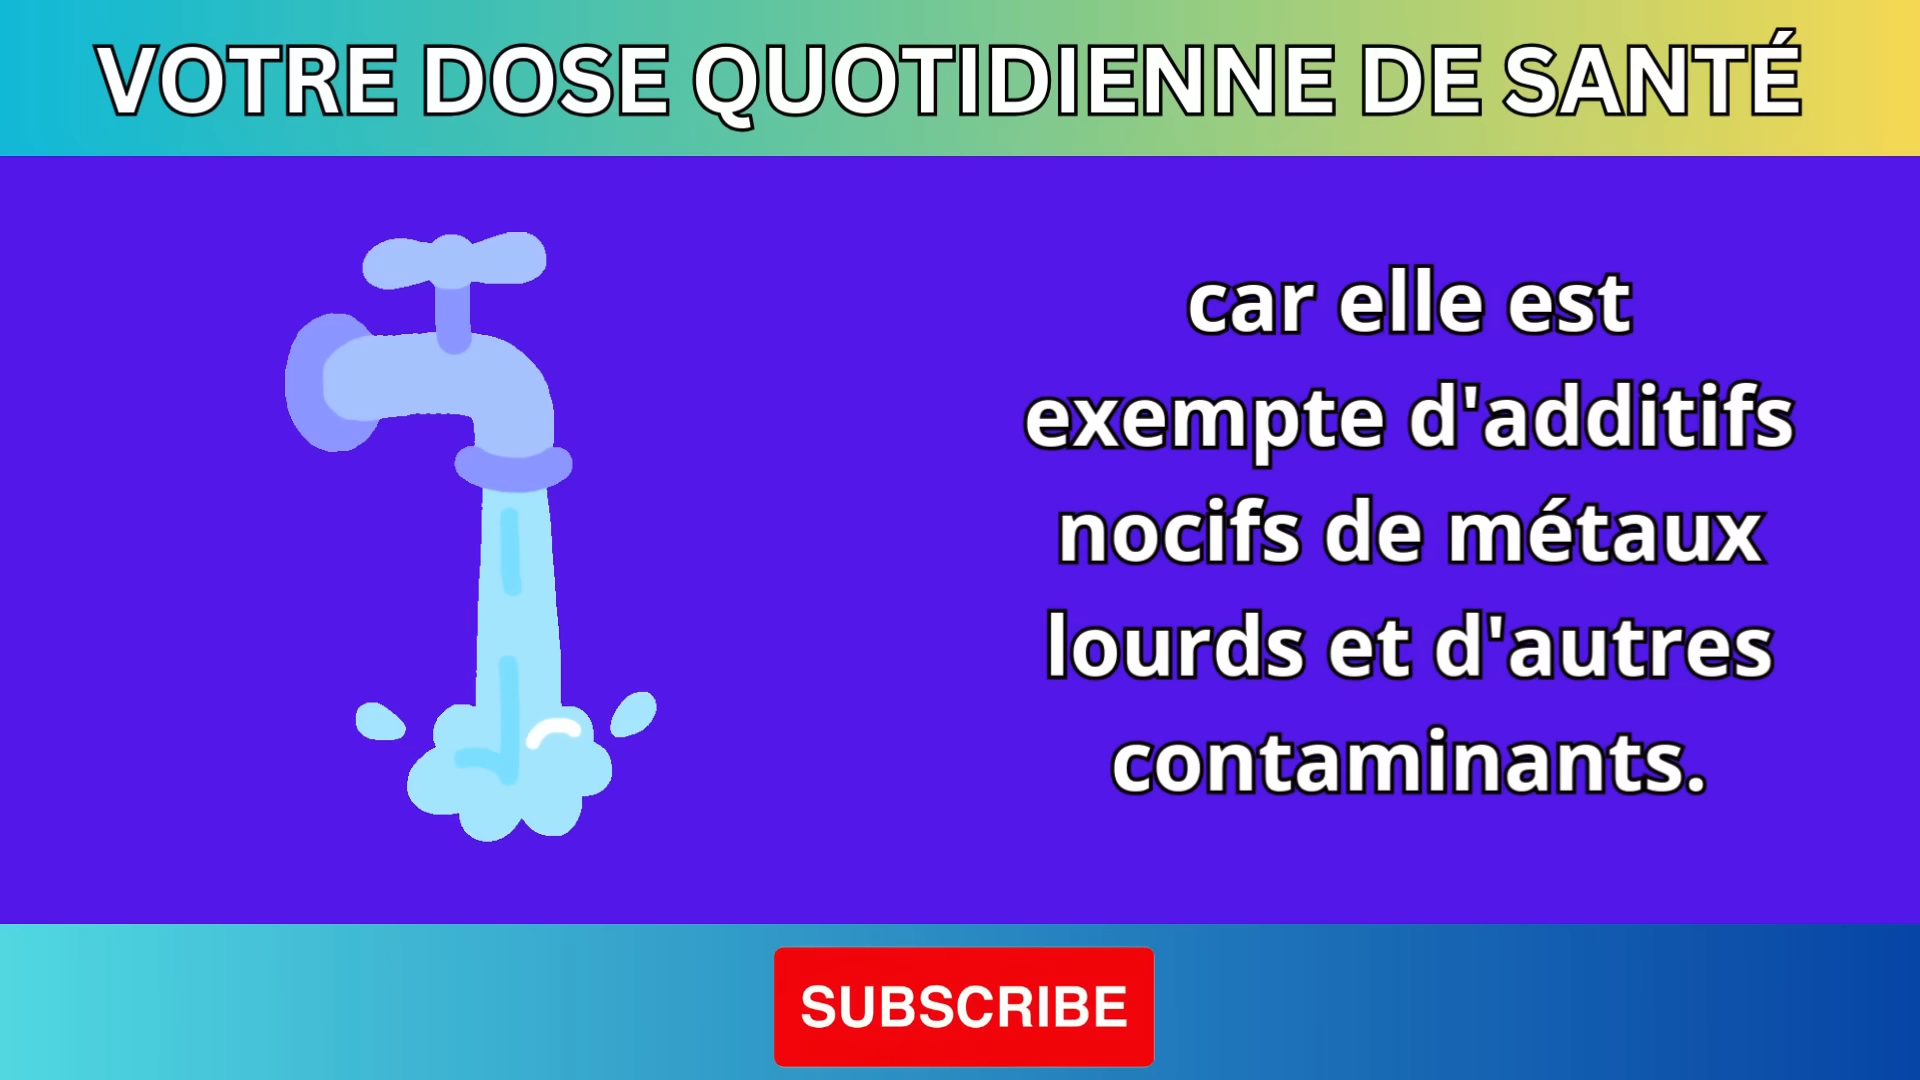 VOTRE DOSE QUOTIDIENNE DE SANTÉ
car elle est
exempte d'additifs
nocifs de métaux
lourds et d'autres
contaminants.
SUBSCRIBE